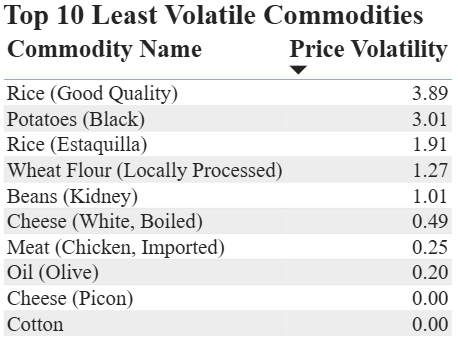 Top 10 Least Volatile Commodities
Commodity Name Price Volatility
Rice (Good Quality) 3.89
Potatoes (Black) 3.01
Rice (Estaquilla) 1.91
Wheat Flour (Locally Processed) 1.27
Beans (Kidney) 1.01
Cheese (White, Boiled) 0.49
Meat (Chicken, Imported) 0.25
Oil (Olive) 0.20
Cheese (Picon) 0.00
Cotton 0.00